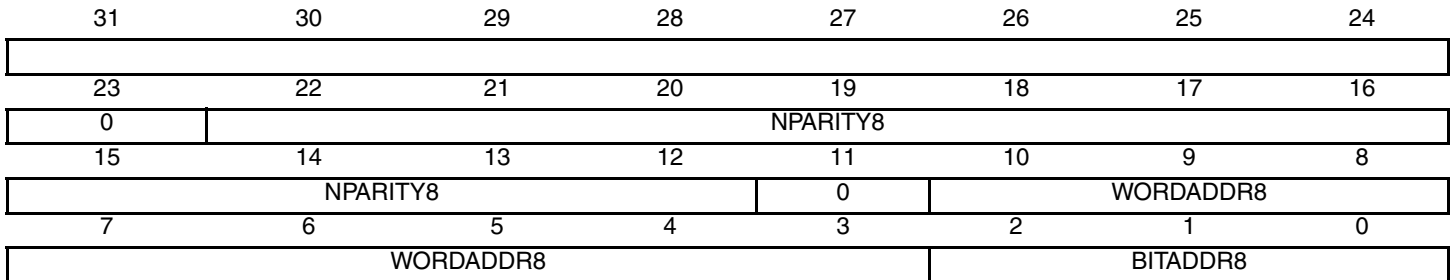 31 30 29 28 27 26 25 24
23 22 21 20 19 18 17 16
0 NPARITY8
15 14 13 12 11 10 9 8
NPARITY8 0 WORDADDR8
7 6 5 4 3 2 1 0
WORDADDR8 BITADDR8